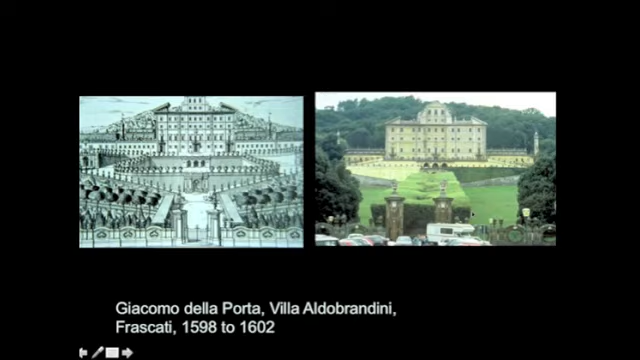 Giacomo della Porta, Villa Aldobrandini,
Frascati, 1598 to 1602